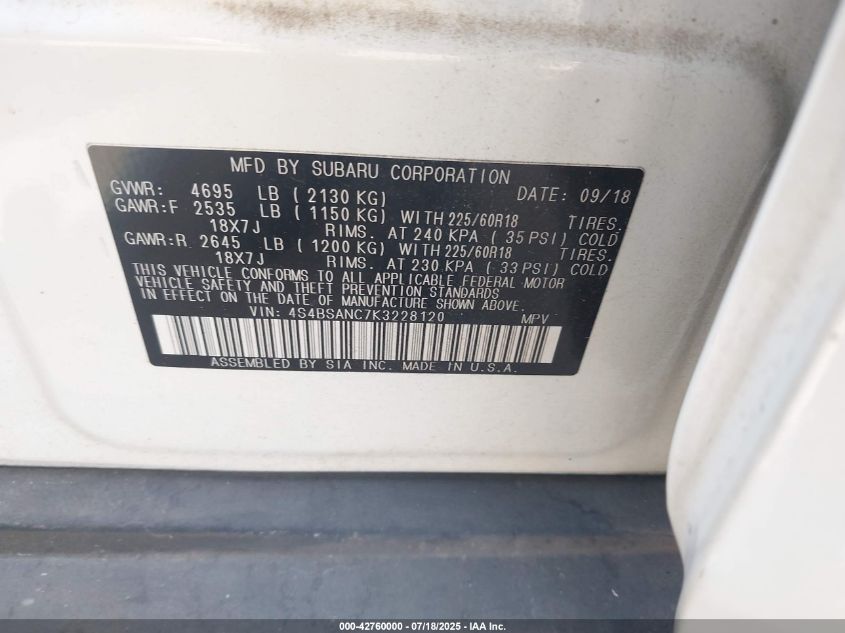 MFD BY SUBARU CORPORATION
GVWR: 4695 LB ( 2130 KG) DATE: 09/18
GAWR:F 2535 LB ( 1150 KG) WITH 225/60R18 TIRES.
18X7J RIMS. AT 240 KPA ( 35 PSI) COLD
GAWR:R 2645 LB ( 1200 KG) WITH 225/60R18 TIRES.
18X7J RIMS. AT 230 KPA ( 33 PSI) COLD
THIS VEHICLE CONFORMS TO ALL APPLICABLE FEDERAL MOTOR
VEHICLE SAFETY AND THEFT PREVENTION STANDARDS
IN EFFECT ON THE DATE OF MANUFACTURE SHOWN ABOVE.
VIN: 4S4BSANC7K3228120 MPV
ASSEMBLED BY SIA INC. MADE IN U.S.A.
000-42760000 - 07/18/2025 - IAA Inc.